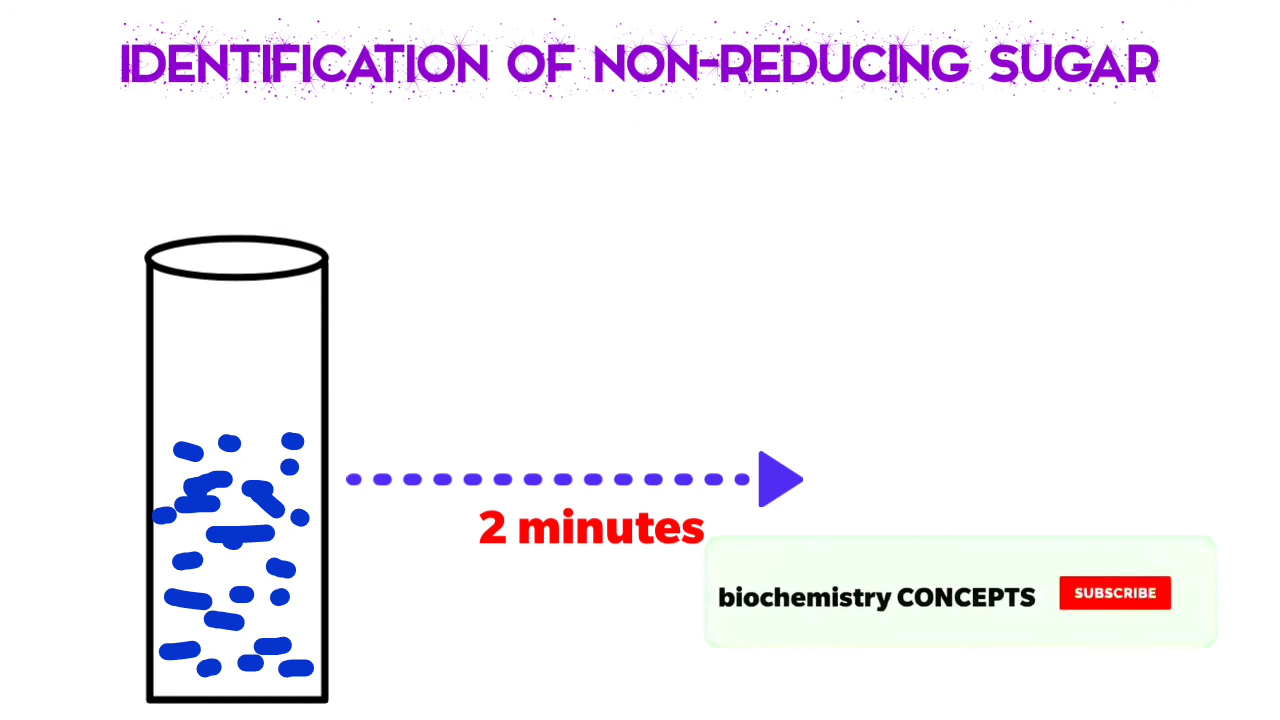 IDENTIFICATION OF NON-REDUCING SUGAR
2 minutes
biochemistry CONCEPTS SUBSCRIBE